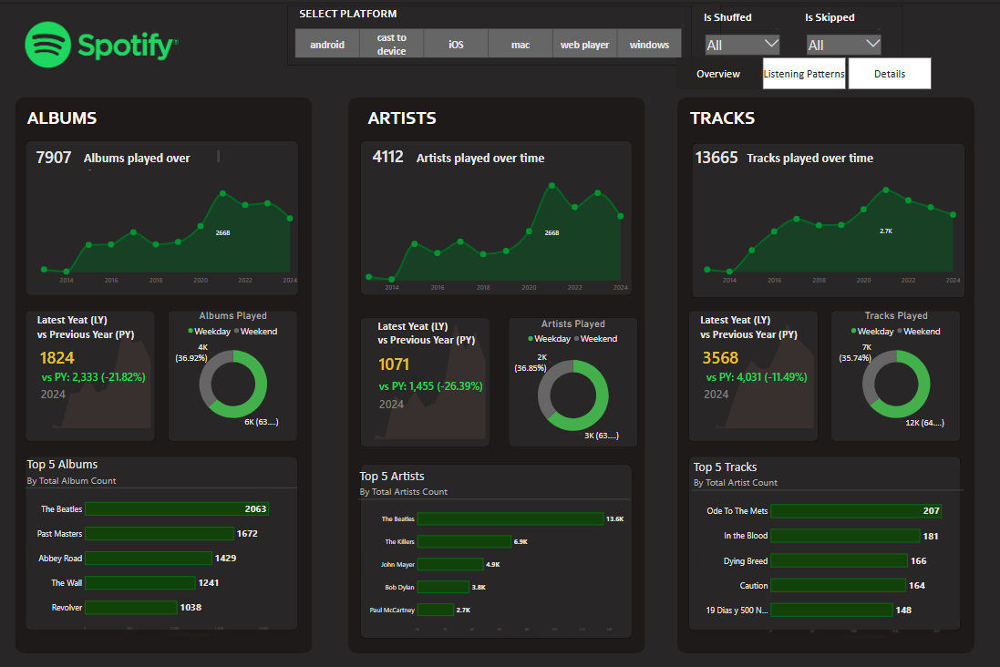 Spotify®
SELECT PLATFORM
android
cast to
device
iOS
mac
web player
windows
Is Shuffed
All
Is Skipped
All
Overview
Listening Patterns
Details
ALBUMS
7907 Albums played over
2668
2014 2016 2018 2020 2022 2024
Latest Yeat (LY)
vs Previous Year (PY)
1824
vs PY: 2,333 (-21.82%)
2024
Albums Played
Weekday Weekend
4K
(36.92%)
6K (63....)
Top 5 Albums
By Total Album Count
The Beatles 2063
Past Masters 1672
Abbey Road 1429
The Wall 1241
Revolver 1038
ARTISTS
4112 Artists played over time
2668
2014 2016 2018 2020 2022 2024
Latest Yeat (LY)
vs Previous Year (PY)
1071
vs PY: 1,455 (-26.39%)
2024
Artists Played
Weekday Weekend
2K
(36.85%)
3K (63....)
Top 5 Artists
By Total Artists Count
The Beatles 13.6K
The Killers 6.9K
John Mayer 4.9K
Bob Dylan 3.8K
Paul McCartney 2.7K
TRACKS
13665 Tracks played over time
2.7K
2014 2016 2018 2020 2022 2024
Latest Yeat (LY)
vs Previous Year (PY)
3568
vs PY: 4,031 (-11.49%)
2024
Tracks Played
Weekday Weekend
7K
(35.74%)
12K (64....)
Top 5 Tracks
By Total Artist Count
Ode To The Mets 207
In the Blood 181
Dying Breed 166
Caution 164
19 Dias y 500 N... 148